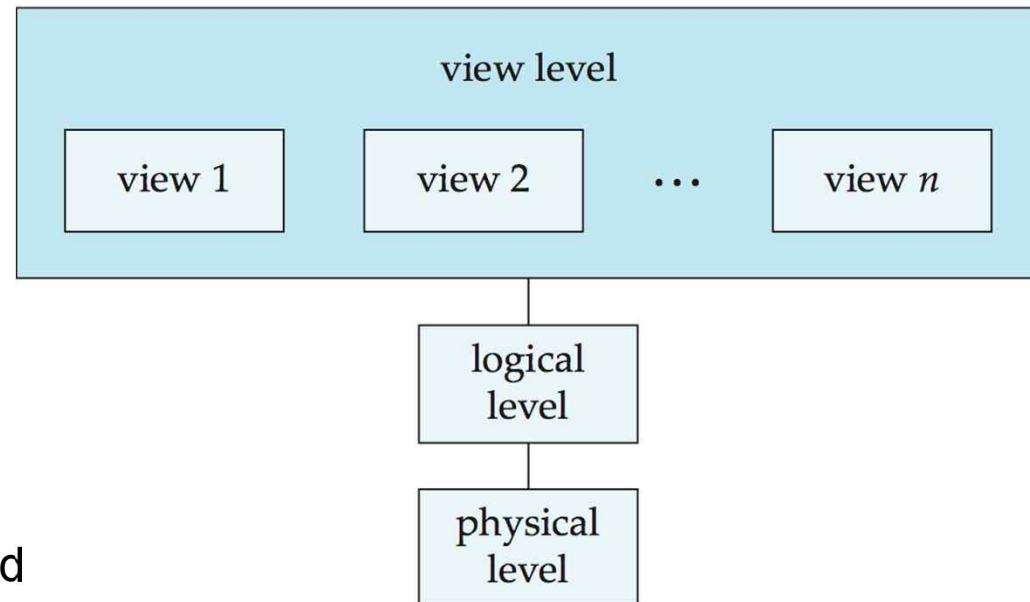 view level
view 1 view 2 ... view n
logical
level
physical
level
d